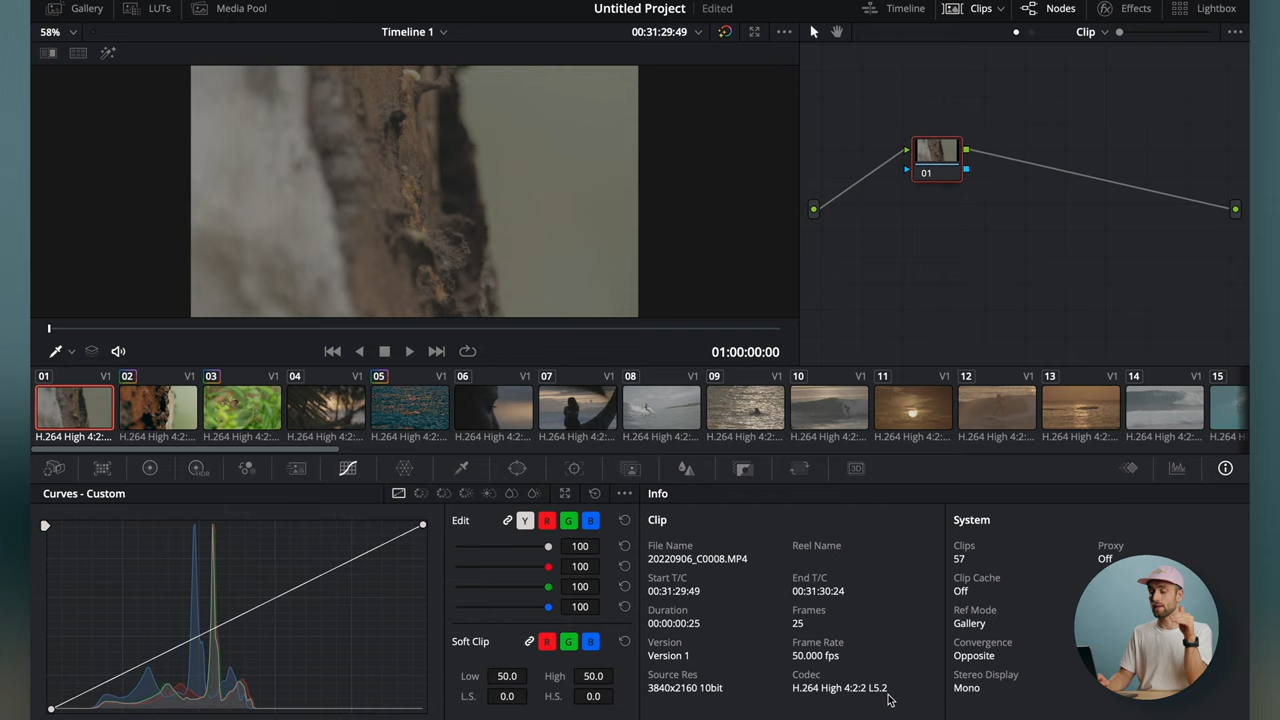 Gallery LUTs Media Pool Untitled Project Edited Timeline Clips Nodes Effects Lightbox
58% Timeline 1 00:31:29:49 Clip
01
01:00:00:00
01 V1 02 V1 03 V1 04 V1 05 V1 06 V1 07 V1 08 V1 09 V1 10 V1 11 V1 12 V1 13 V1 14 V1 15
H.264 High 4:2:... H.264 High 4:2:... H.264 High 4:2:... H.264 High 4:2:... H.264 High 4:2:... H.264 High 4:2:... H.264 High 4:2:... H.264 High 4:2:... H.264 High 4:2:... H.264 High 4:2:... H.264 High 4:2:... H.264 High 4:2:... H.264 High 4:2:... H.264 High 4:2:... H.264 H
HDR 3D
Curves - Custom Info
Edit Y R G B Clip System
100 File Name Reel Name Clips Proxy
20220906_C0008.MP4 57 Off
100 Start T/C End T/C Clip Cache
00:31:29:49 00:31:30:24 Off
100
100 Duration Frames Ref Mode
00:00:00:25 25 Gallery
Soft Clip R G B Version Frame Rate Convergence
Version 1 50.000 fps Opposite
Low 50.0 High 50.0 Source Res Codec Stereo Display
L.S. 0.0 H.S. 0.0 3840x2160 10bit H.264 High 4:2:2 L5.2 Mono